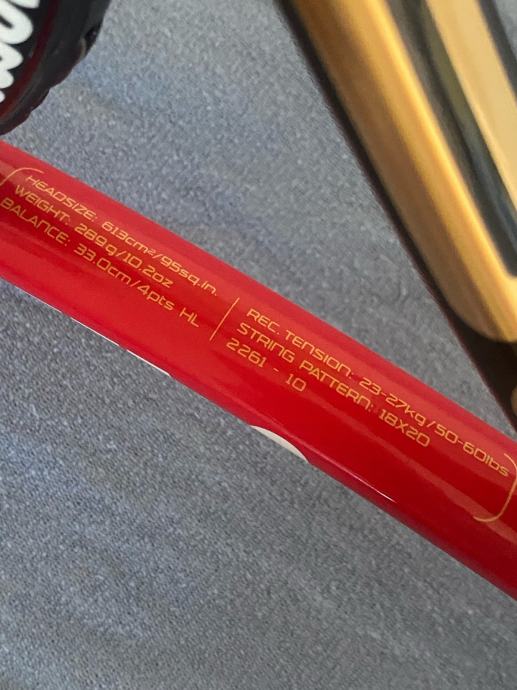 HEADSIZE: 613cm²/95sq.in.
WEIGHT: 289g/10.2oz
BALANCE: 33.0cm/4pts HL
REC. TENSION: 23-27kg/50-60lbs
STRING PATTERN: 18X20
2261 - 10